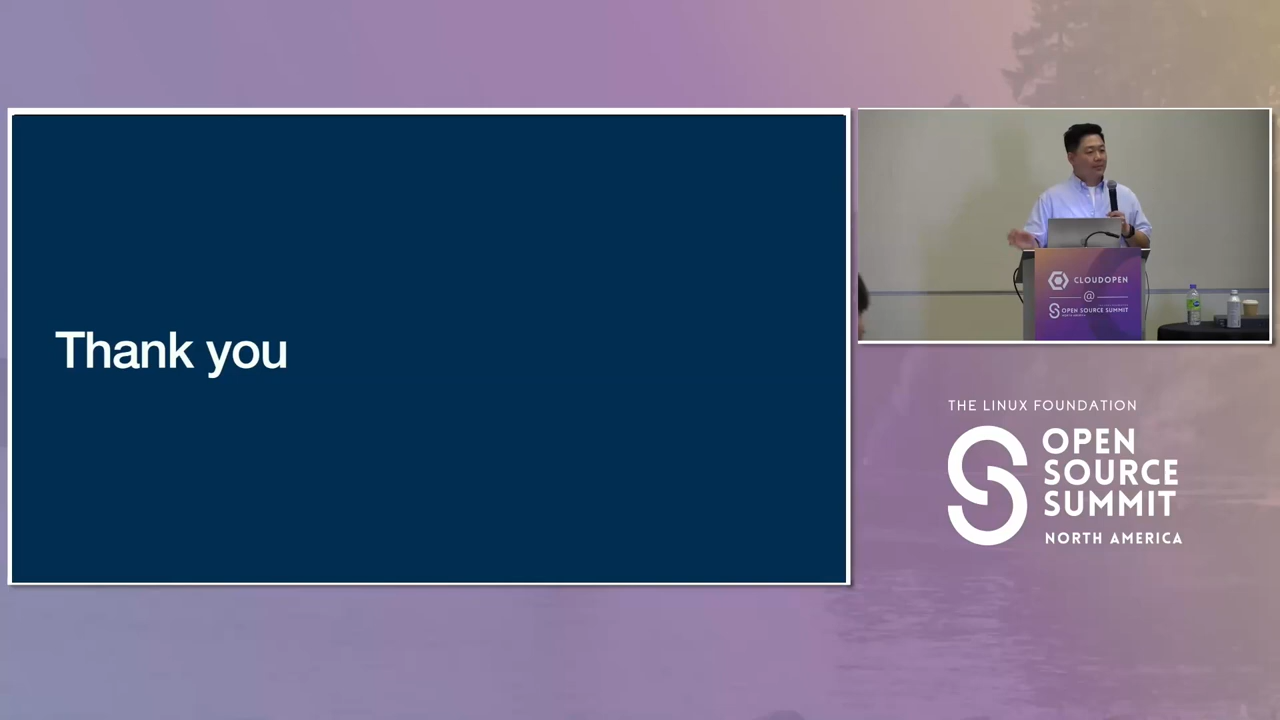 Thank you
CLOUDOPEN
@
OPEN SOURCE SUMMIT
THE LINUX FOUNDATION
OPEN
SOURCE
SUMMIT
NORTH AMERICA